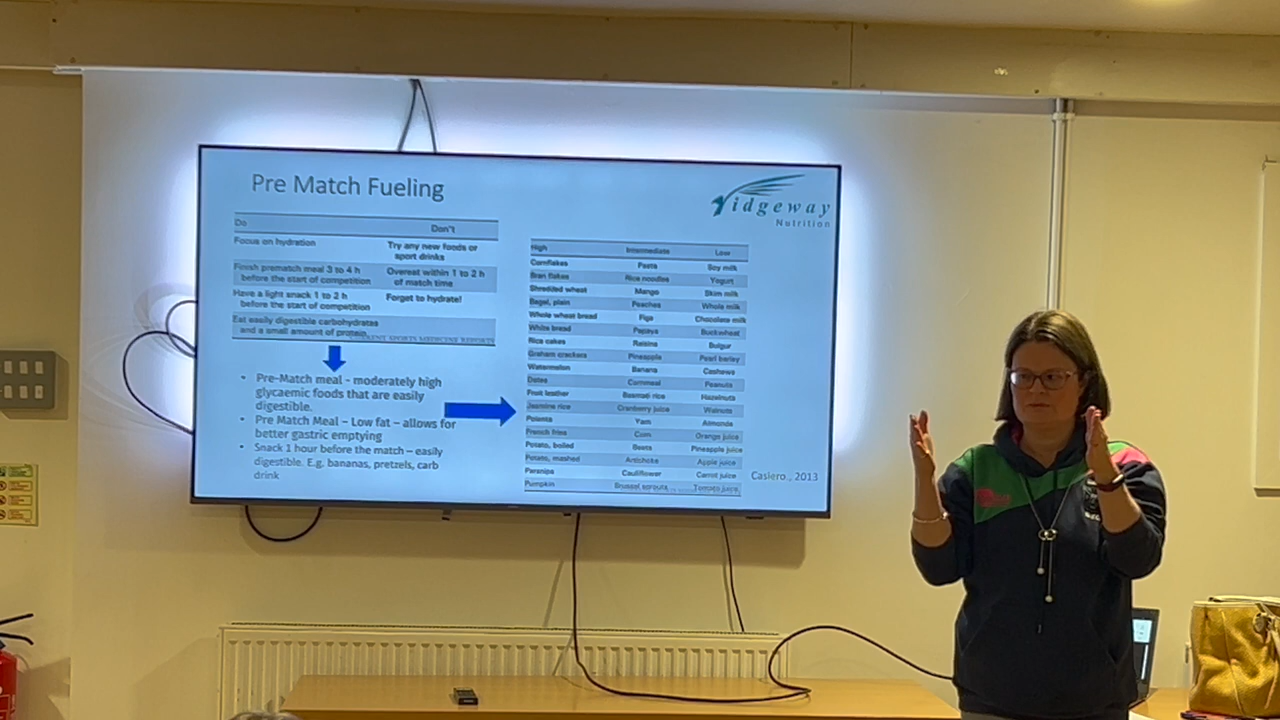 Pre Match Fueling
Ridgeway
Nutrition
Do Don't
Focus on hydration Try any new foods or
sport drinks
Finish prematch meal 3 to 4 h Overeat within 1 to 2 h
before the start of competition of match time
Have a light snack 1 to 2 h Forget to hydrate!
before the start of competition
Eat easily digestible carbohydrates
and a small amount of protein
CURRENT SPORTS MEDICINE REPORTS
• Pre-Match meal - moderately high
glycaemic foods that are easily
digestible.
• Pre Match Meal – Low fat – allows for
better gastric emptying
• Snack 1 hour before the match – easily
digestible. E.g. bananas, pretzels, carb
drink
High Intermediate Low
Cornflakes Pasta Soy milk
Bran flakes Rice noodles Yogurt
Shredded wheat Mango Skim milk
Bagel, plain Peaches Whole milk
Whole wheat bread Figs Chocolate milk
White bread Papaya Buckwheat
Rice cakes Raisins Bulgur
Graham crackers Pineapple Pearl barley
Watermelon Banana Cashews
Dates Cornmeal Peanuts
Fruit leather Basmati rice Hazelnuts
Jasmine rice Cranberry juice Walnuts
Polenta Yam Almonds
French fries Corn Orange juice
Potato, boiled Beets Pineapple juice
Potato, mashed Artichoke Apple juice
Parsnips Cauliflower Carrot juice
Pumpkin Brussel sprouts Tomato juice
Casiero., 2013